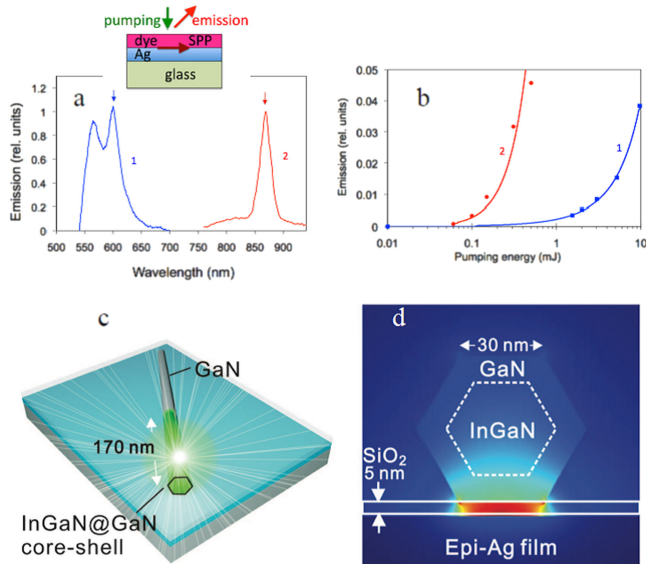 pumping emission
dye SPP
Ag
glass
a
Emission (rel. units)
1.2
1
0.8
0.6
0.4
0.2
0
1
2
500 550 600 650 700 750 800 850 900
Wavelength (nm)
b
Emission (rel. units)
0.05
0.04
0.03
0.02
0.01
0
2
1
0.01 0.1 1 10
Pumping energy (mJ)
c
GaN
170 nm
InGaN@GaN
core-shell
d
30 nm
GaN
InGaN
SiO2
5 nm
Epi-Ag film